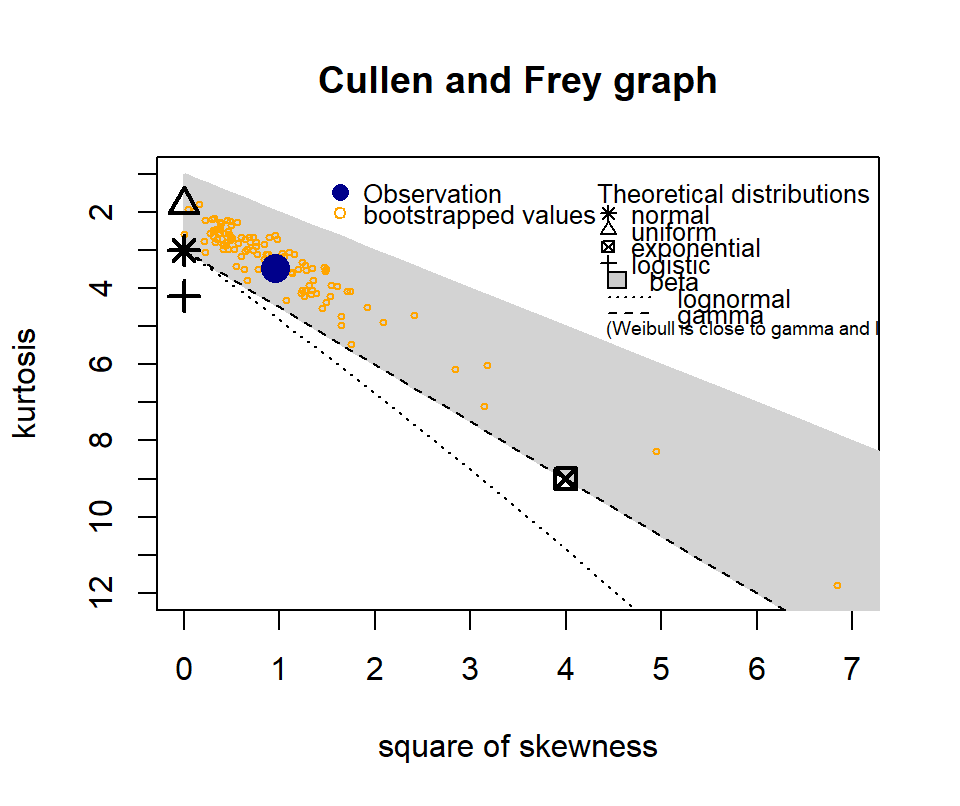 Cullen and Frey graph
Observation
bootstrapped values
Theoretical distributions
normal
uniform
exponential
logistic
beta
lognormal
gamma
(Weibull is close to gamma and l
kurtosis
2
4
6
8
10
12
0 1 2 3 4 5 6 7
square of skewness